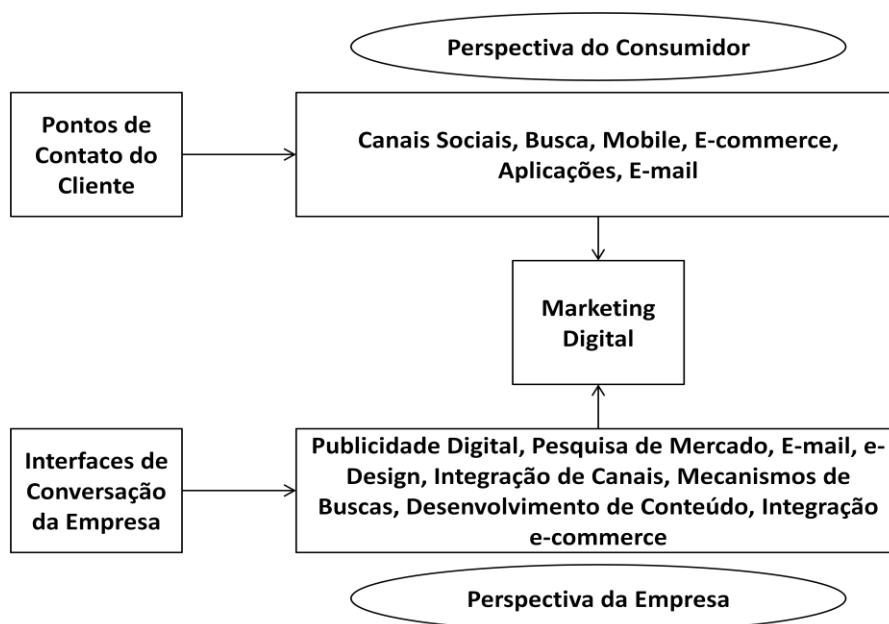 Perspectiva do Consumidor
Pontos de
Contato do
Cliente
Canais Sociais, Busca, Mobile, E-commerce,
Aplicações, E-mail
Marketing
Digital
Interfaces de
Conversação
da Empresa
Publicidade Digital, Pesquisa de Mercado, E-mail, e-
Design, Integração de Canais, Mecanismos de
Buscas, Desenvolvimento de Conteúdo, Integração
e-commerce
Perspectiva da Empresa